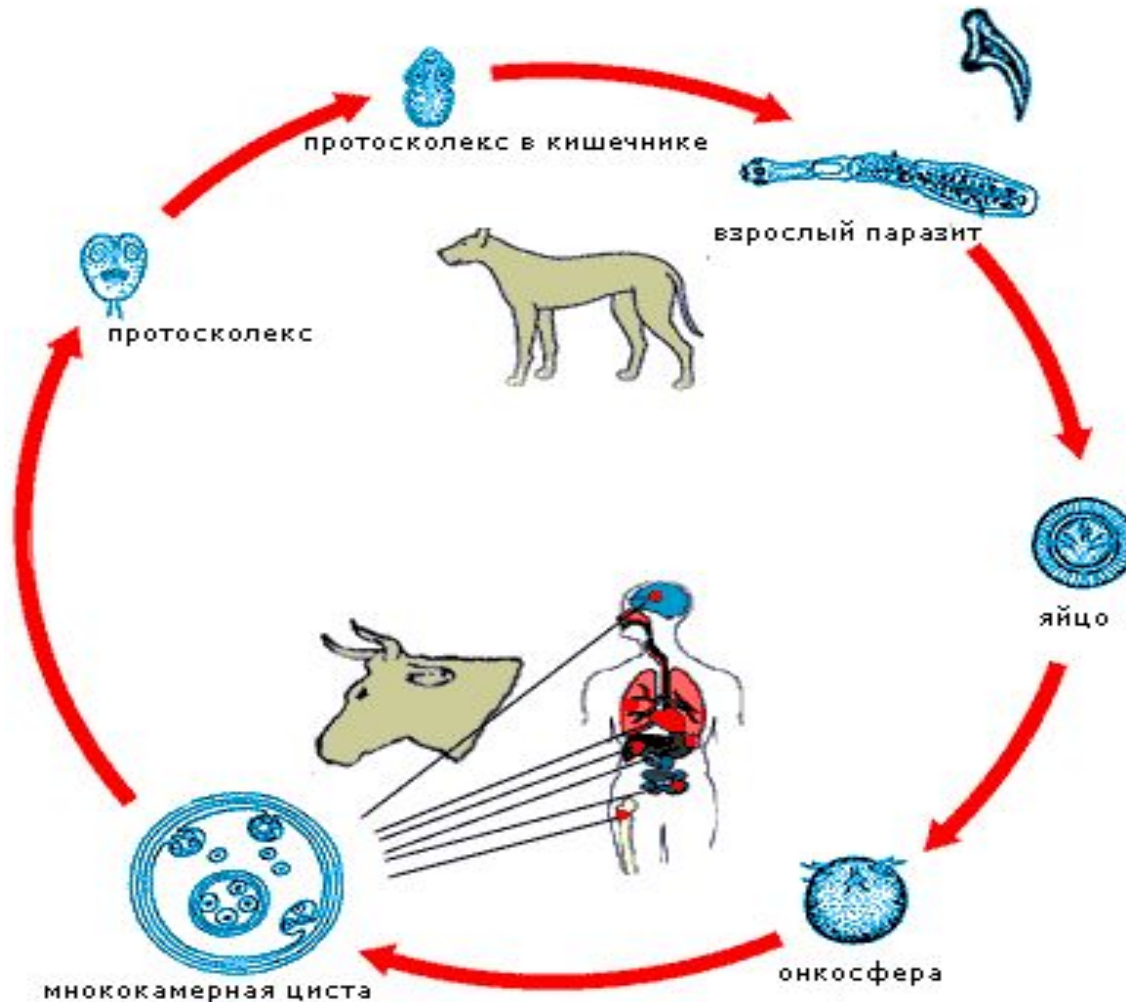 протосколекс в кишечнике
взрослый паразит
протосколекс
яйцо
онкосфера
мнококамерная циста